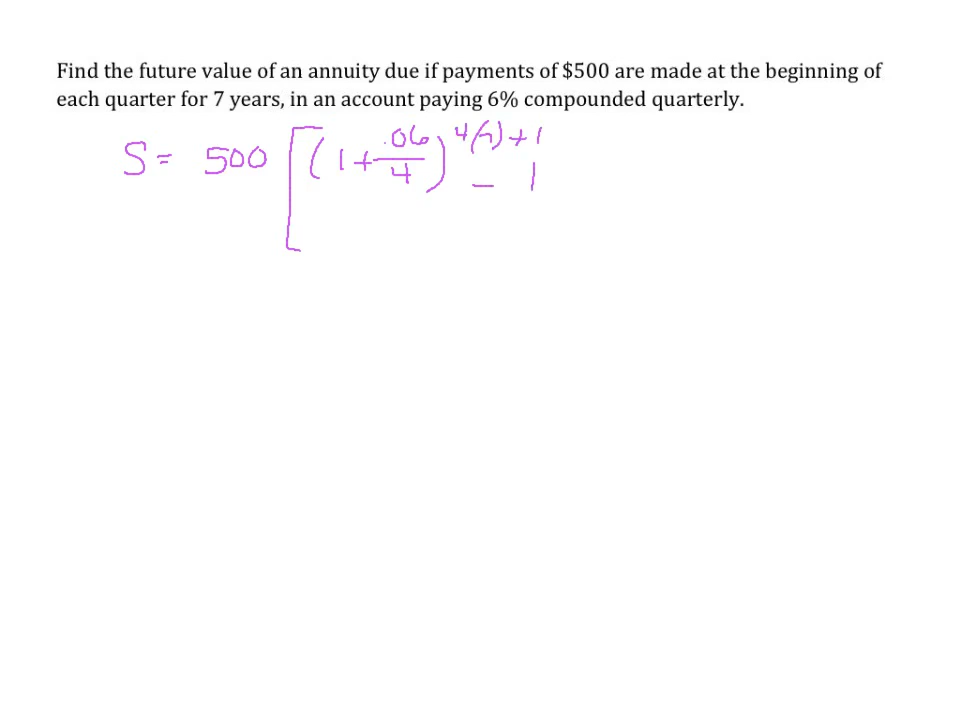 Find the future value of an annuity due if payments of $500 are made at the beginning of
each quarter for 7 years, in an account paying 6% compounded quarterly.
S = 500 [ ( 1 + .06/4 )^4(7)+1 - 1